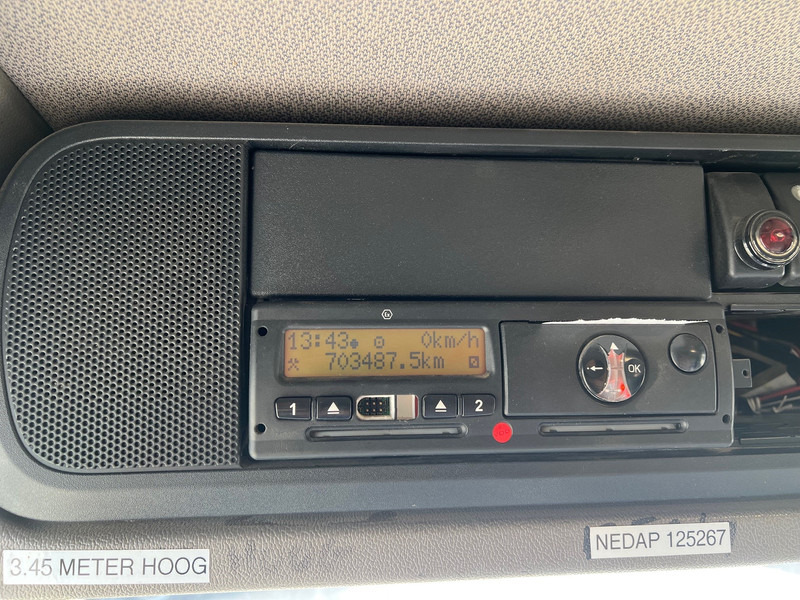 13:43 0km/h
703487.5km
1 2
OK
3.45 METER HOOG
NEDAP 125267